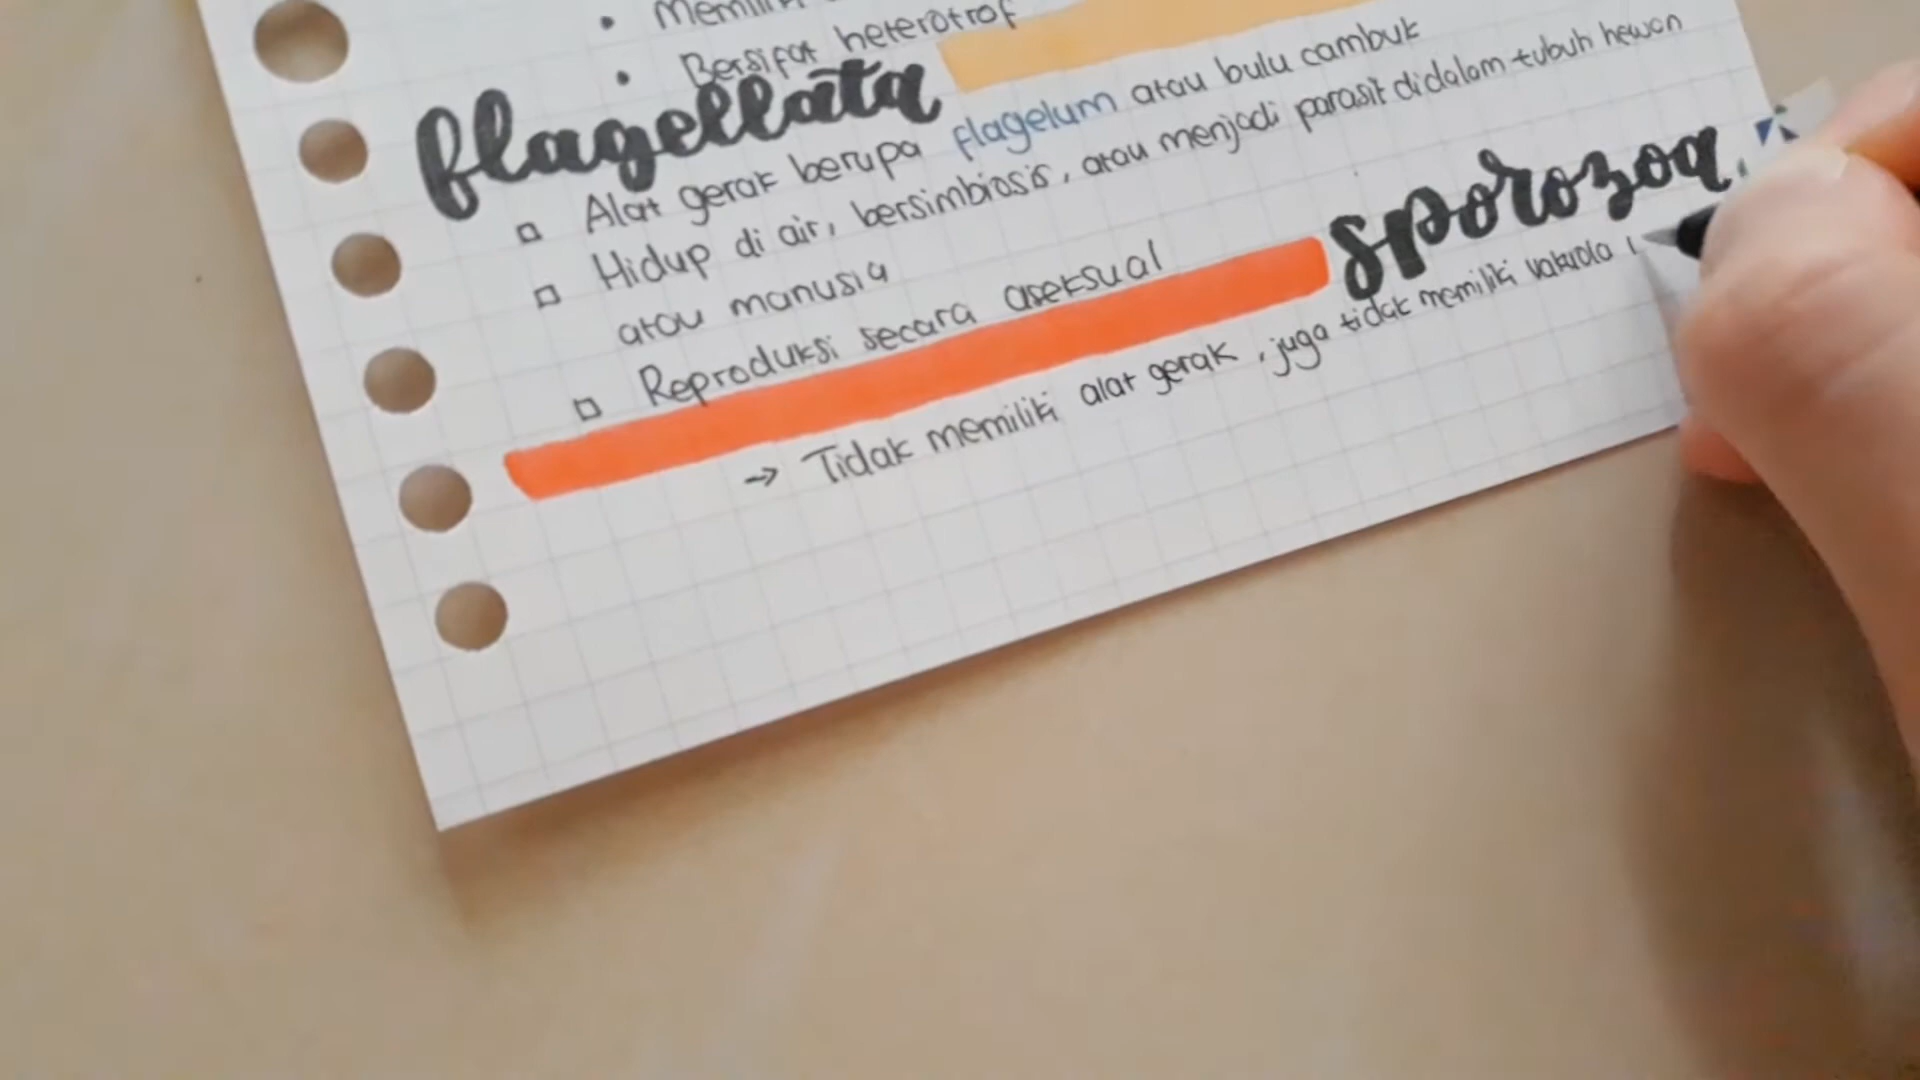 Bersifat heterotrof
flagellata
Alat gerak berupa flagelum atau bulu cambuk
Hidup di air, bersimbiosis, atau menjadi parasit didalam tubuh hewan
atau manusia
Reproduksi secara aseksual
sporozoa
→ Tidak memiliki alat gerak, juga tidak memiliki vakuola